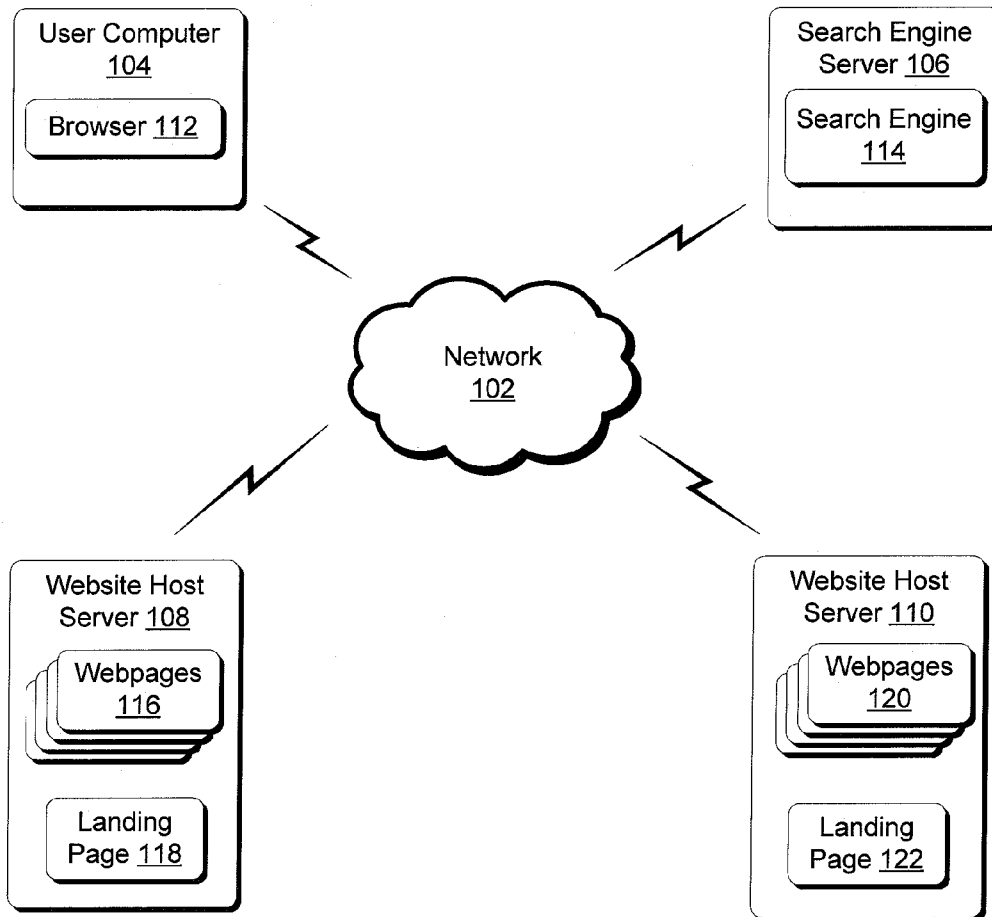 User Computer
104
Browser 112
Search Engine
Server 106
Search Engine
114
Network
102
Website Host
Server 108
Webpages
116
Landing
Page 118
Website Host
Server 110
Webpages
120
Landing
Page 122